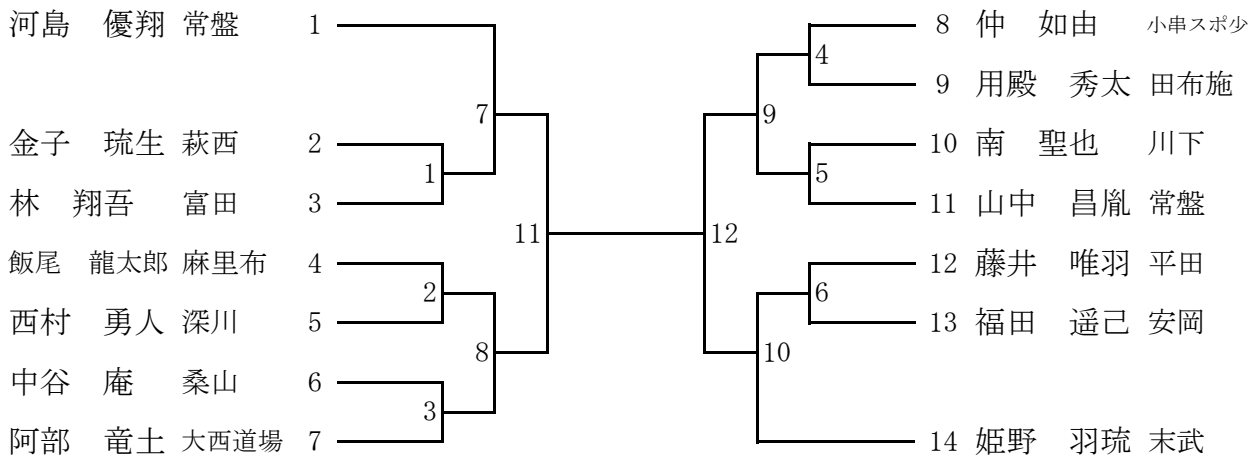 河島 優翔 常盤 1
7
金子 琉生 萩西 2
1
林 翔吾 富田 3
11
飯尾 龍太郎 麻里布 4
2
西村 勇人 深川 5
8
中谷 庵 桑山 6
3
阿部 竜土 大西道場 7
8 仲 如由 小串スポ少
4
9 用殿 秀太 田布施
9
10 南 聖也 川下
5
11 山中 昌胤 常盤
12
12 藤井 唯羽 平田
6
13 福田 遥己 安岡
10
14 姫野 羽琉 末武